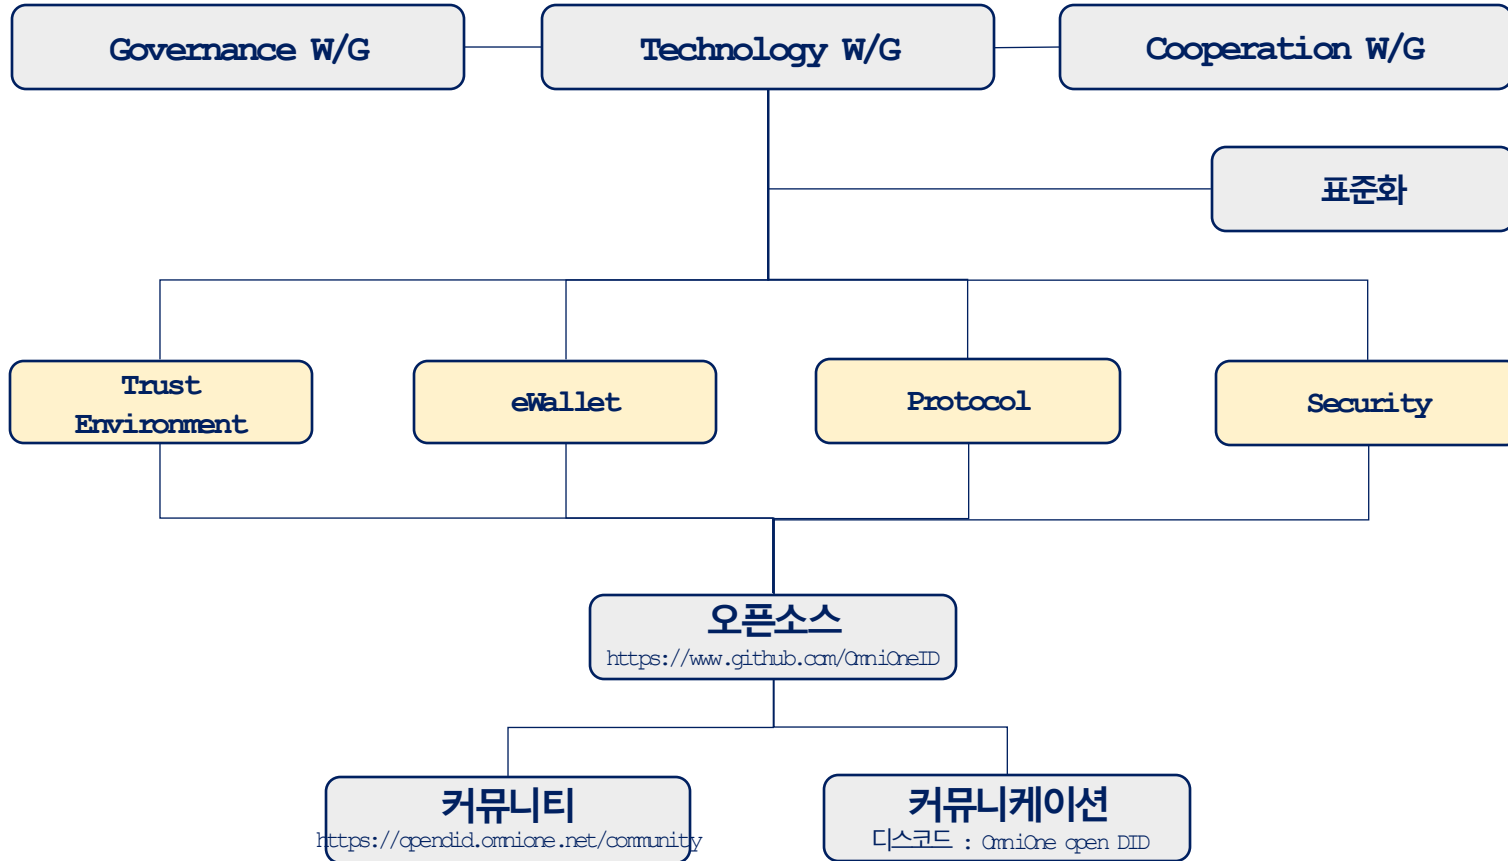 Governance W/G
Technology W/G
Cooperation W/G
표준화
Trust
Environment
eWallet
Protocol
Security
오픈소스
https://www.github.com/OmniOneID
커뮤니티
https://opendid.omnione.net/community
커뮤니케이션
디스코드 : OmniOne open DID